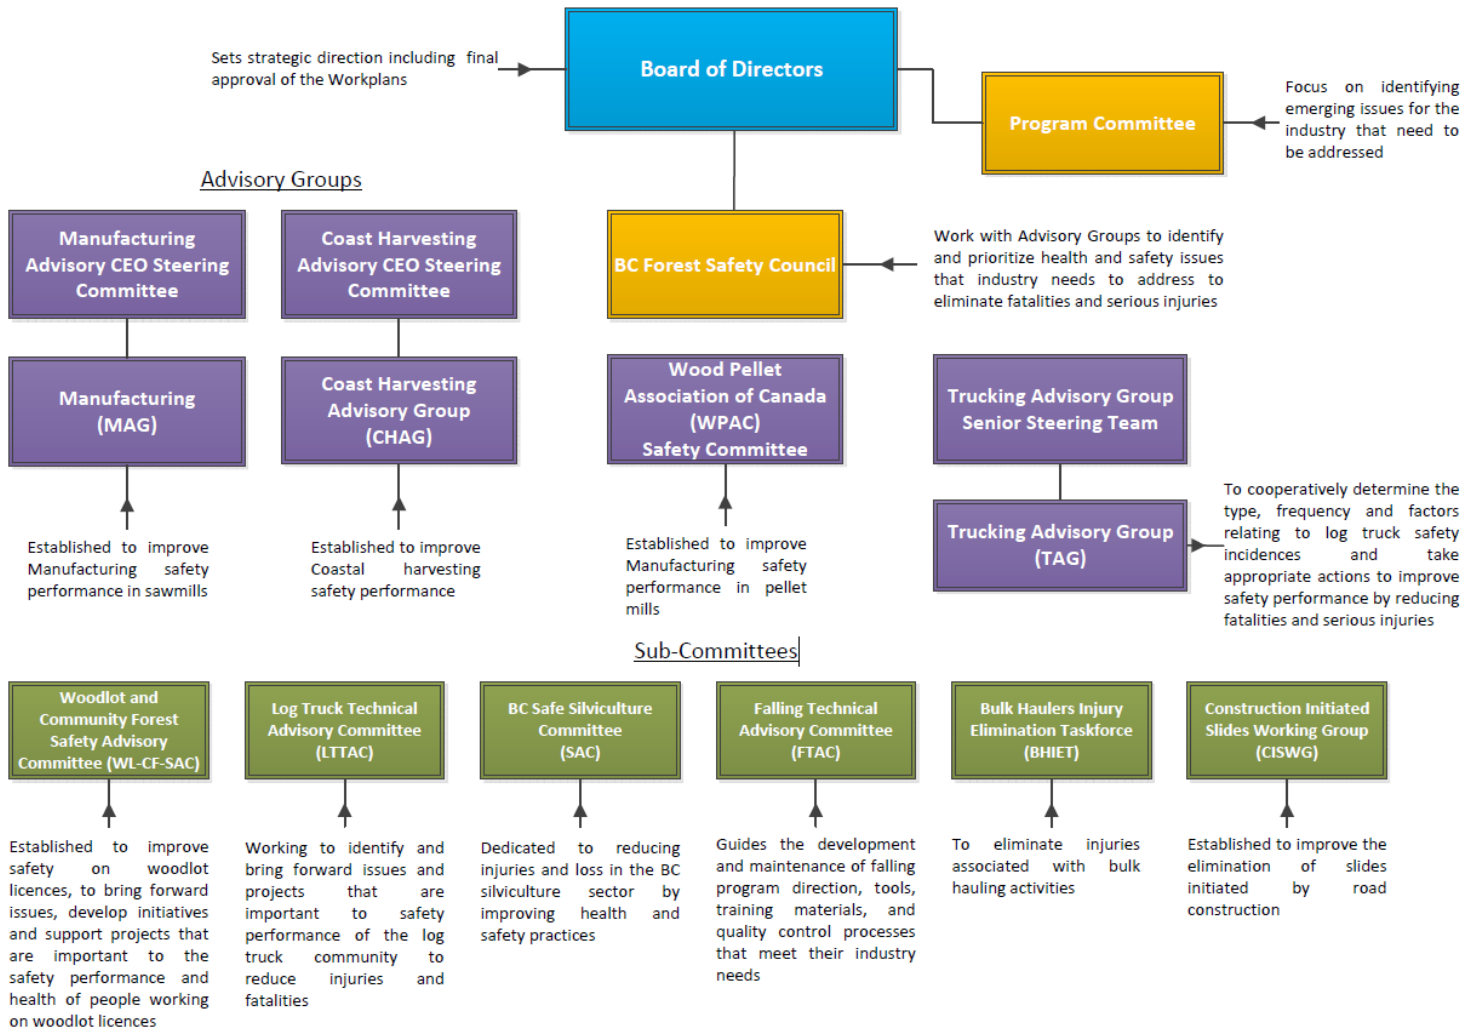 Sets strategic direction including final
approval of the Workplans
Board of Directors
Program Committee
Focus on identifying
emerging issues for the
industry that need to
be addressed
Advisory Groups
Manufacturing
Advisory CEO Steering
Committee
Coast Harvesting
Advisory CEO Steering
Committee
BC Forest Safety Council
Work with Advisory Groups to identify
and prioritize health and safety issues
that industry needs to address to
eliminate fatalities and serious injuries
Manufacturing
(MAG)
Coast Harvesting
Advisory Group
(CHAG)
Wood Pellet
Association of Canada
(WPAC)
Safety Committee
Trucking Advisory Group
Senior Steering Team
Trucking Advisory Group
(TAG)
To cooperatively determine the
type, frequency and factors
relating to log truck safety
incidences and take
appropriate actions to improve
safety performance by reducing
fatalities and serious injuries
Established to improve
Manufacturing safety
performance in sawmills
Established to improve
Coastal harvesting
safety performance
Established to improve
Manufacturing safety
performance in pellet
mills
Sub-Committees
Woodlot and
Community Forest
Safety Advisory
Committee (WL-CF-SAC)
Log Truck Technical
Advisory Committee
(LTTAC)
BC Safe Silviculture
Committee
(SAC)
Falling Technical
Advisory Committee
(FTAC)
Bulk Haulers Injury
Elimination Taskforce
(BHIET)
Construction Initiated
Slides Working Group
(CISWG)
Established to improve
safety on woodlot
licences, to bring forward
issues, develop initiatives
and support projects that
are important to the
safety performance and
health of people working
on woodlot licences
Working to identify and
bring forward issues and
projects that are
important to safety
performance of the log
truck community to
reduce injuries and
fatalities
Dedicated to reducing
injuries and loss in the BC
silviculture sector by
improving health and
safety practices
Guides the development
and maintenance of falling
program direction, tools,
training materials, and
quality control processes
that meet their industry
needs
To eliminate injuries
associated with bulk
hauling activities
Established to improve the
elimination of slides
initiated by road
construction